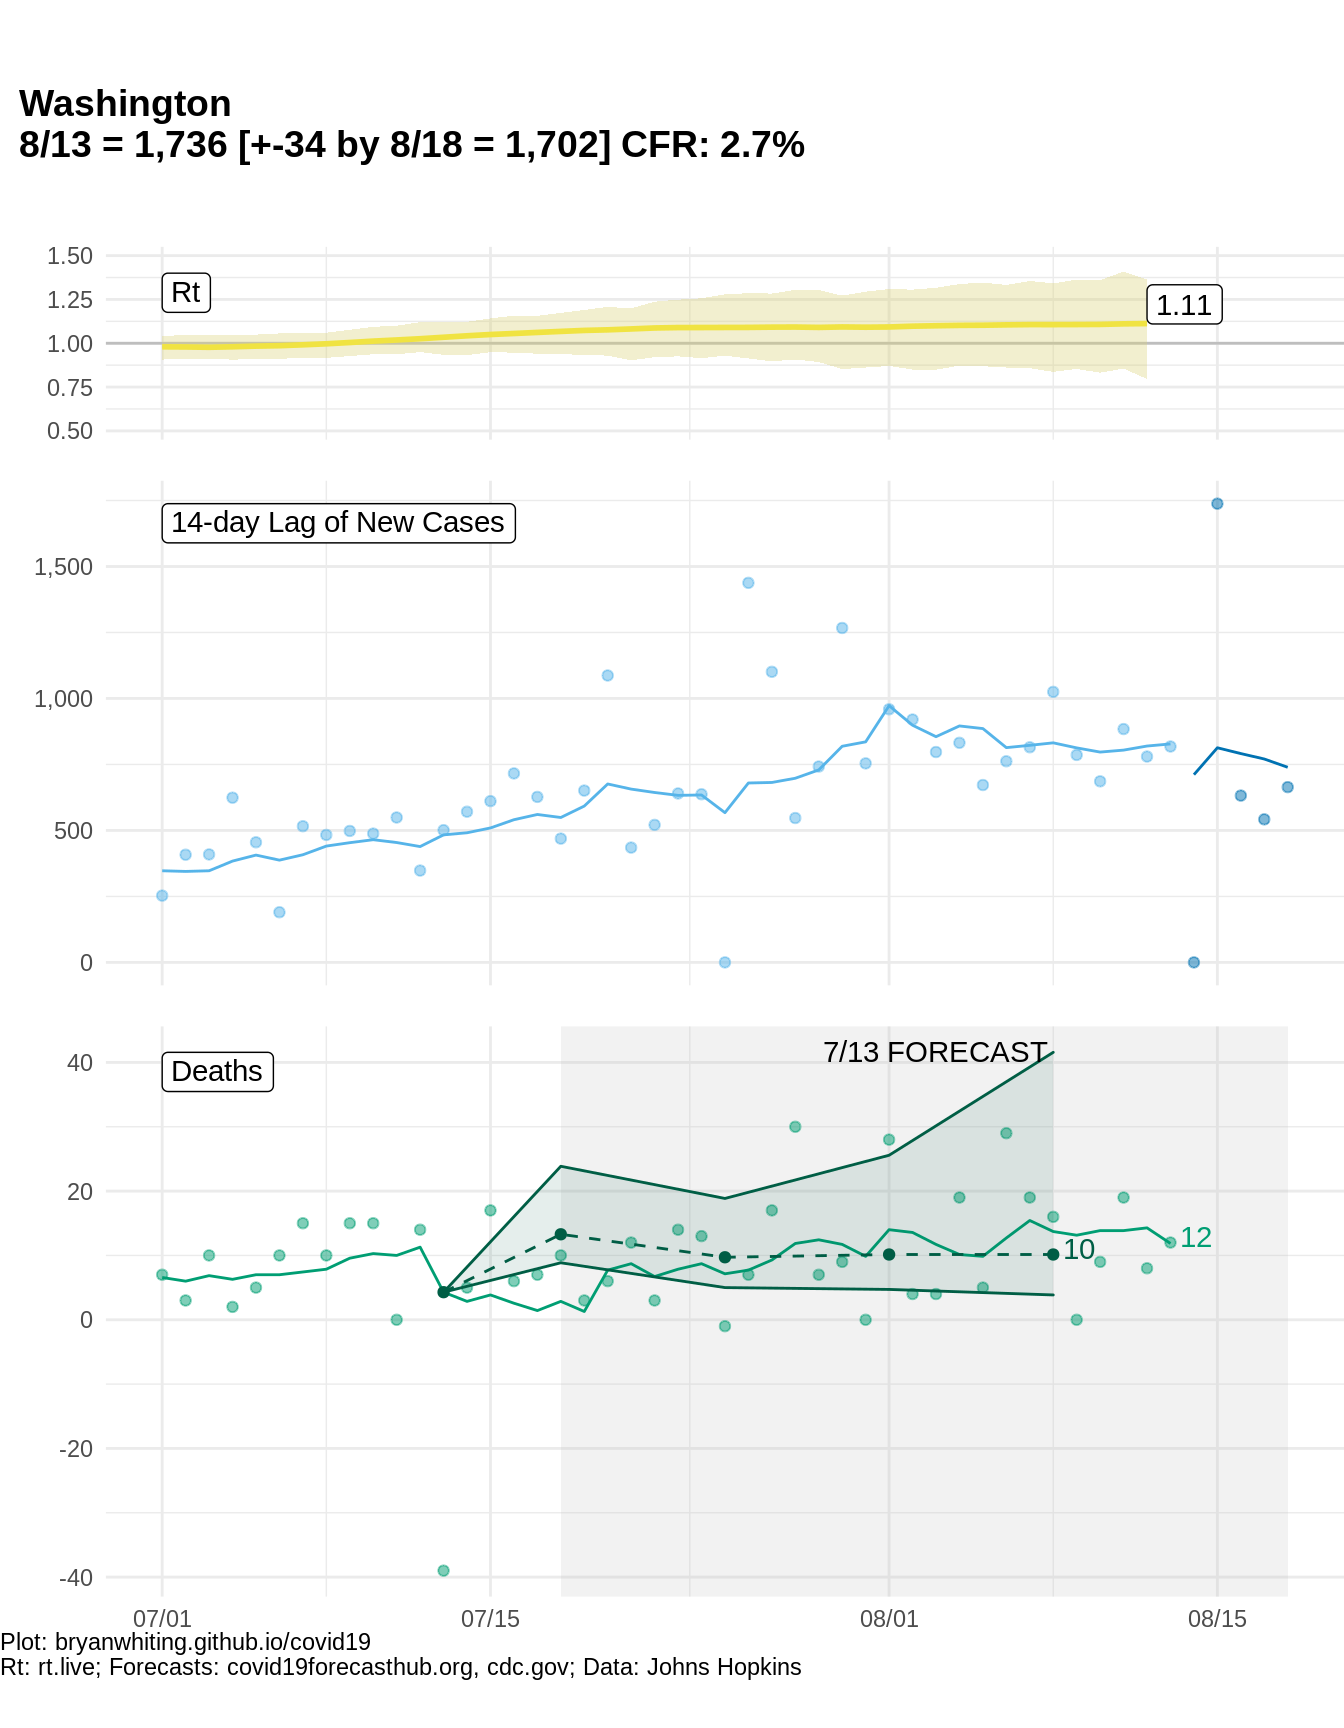 Washington
8/13 = 1,736 [+-34 by 8/18 = 1,702] CFR: 2.7%
1.50
1.25
1.00
0.75
0.50
Rt
1.11
14-day Lag of New Cases
1,500
1,000
500
0
7/13 FORECAST
Deaths
40
20
0
-20
-40
10
12
07/01
07/15
08/01
08/15
Plot: bryanwhiting.github.io/covid19
Rt: rt.live; Forecasts: covid19forecasthub.org, cdc.gov; Data: Johns Hopkins